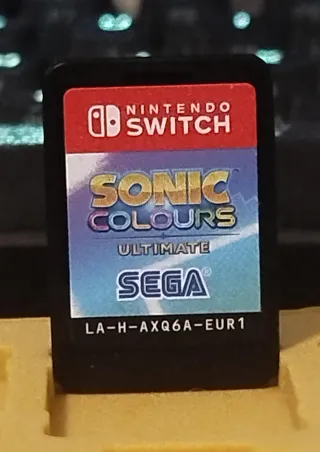 NINTENDO
SWITCH
SONIC
COLOURS
ULTIMATE
SEGA®
LA-H-AXQ6A-EUR1